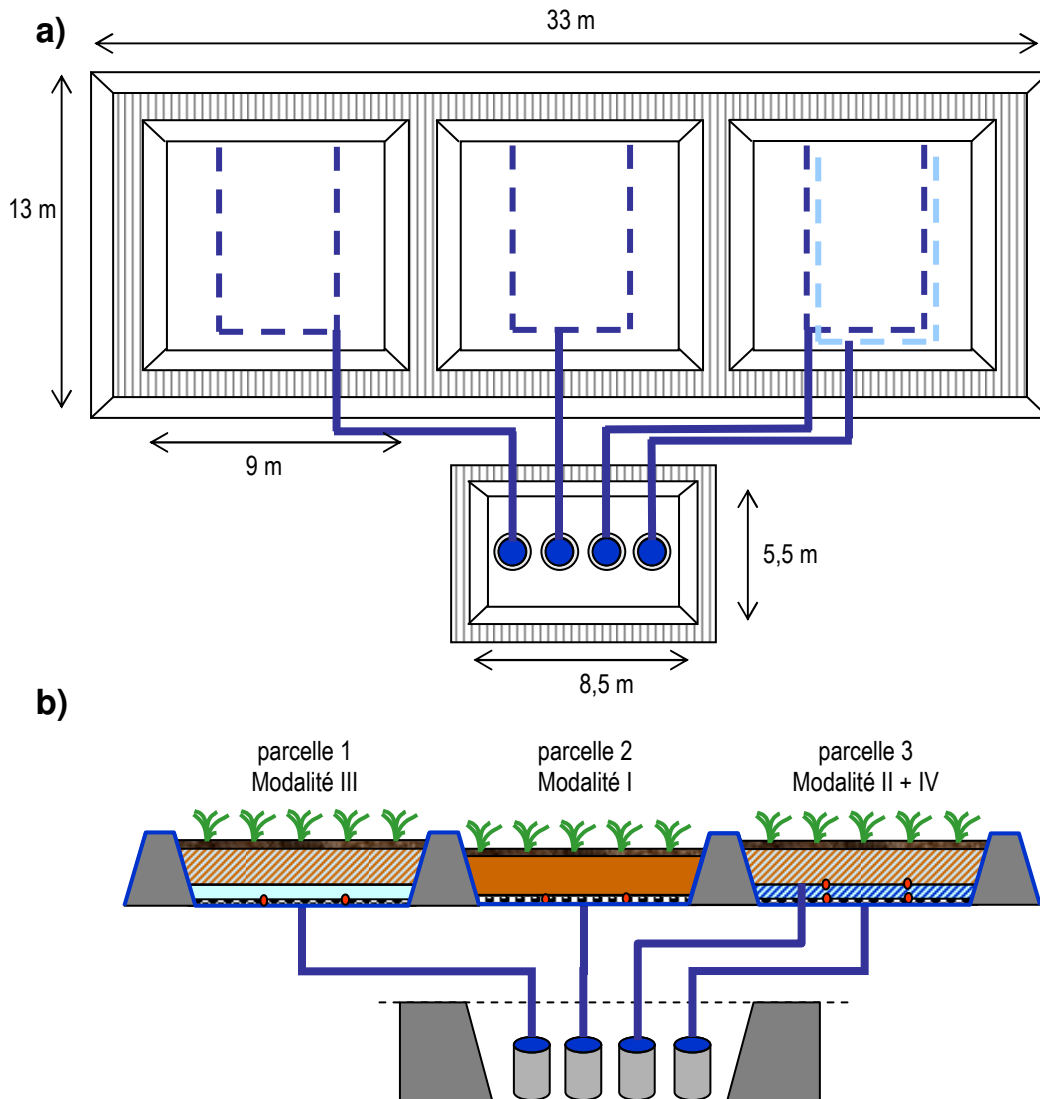 a)
33 m
13 m
9 m
5,5 m
8,5 m
b)
parcelle 1
Modalité III
parcelle 2
Modalité I
parcelle 3
Modalité II + IV